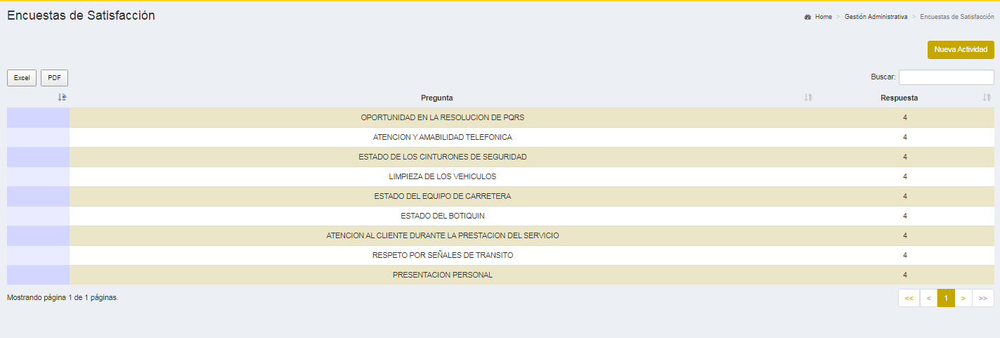 Encuestas de Satisfacción
Home > Gestión Administrativa > Encuestas de Satisfacción
Nueva Actividad
Excel PDF Buscar:
Pregunta Respuesta
OPORTUNIDAD EN LA RESOLUCION DE PQRS 4
ATENCION Y AMABILIDAD TELEFONICA 4
ESTADO DE LOS CINTURONES DE SEGURIDAD 4
LIMPIEZA DE LOS VEHICULOS 4
ESTADO DEL EQUIPO DE CARRETERA 4
ESTADO DEL BOTIQUIN 4
ATENCION AL CLIENTE DURANTE LA PRESTACION DEL SERVICIO 4
RESPETO POR SEÑALES DE TRANSITO 4
PRESENTACION PERSONAL 4
Mostrando página 1 de 1 páginas. << < 1 > >>